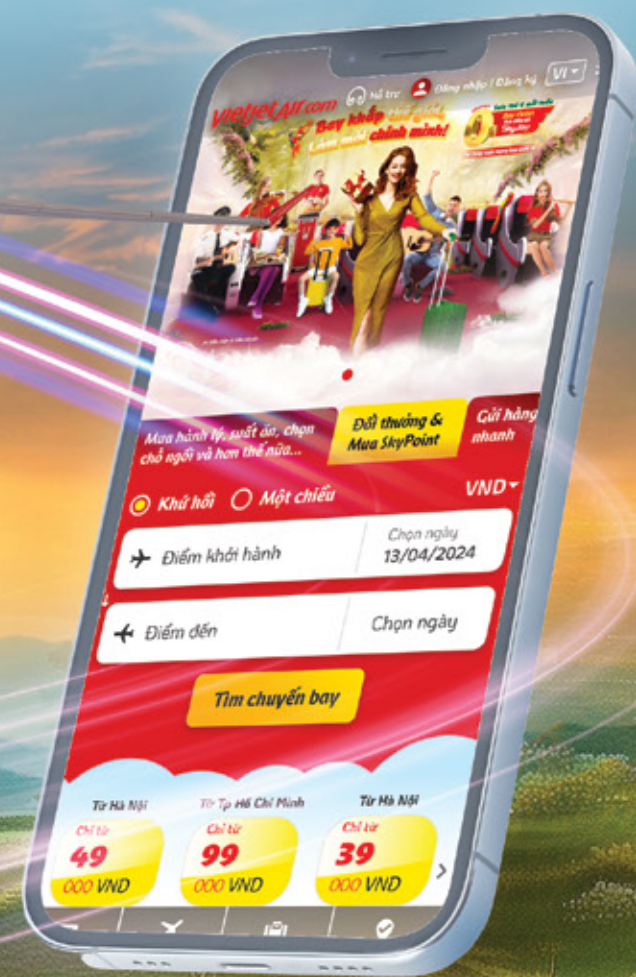 vietjetAir.com
Hỗ trợ
Đăng nhập / Đăng ký
VI
Bay khắp thế giới,
Làm mới chính mình!
SkyJoy
Mua hành lý, suất ăn, chọn
chỗ ngồi và hơn thế nữa...
Đổi thưởng &
Mua SkyPoint
Gửi hàng
nhanh
Khứ hồi
Một chiều
VND
Điểm khởi hành
Chọn ngày
13/04/2024
Điểm đến
Chọn ngày
Tìm chuyến bay
Từ Hà Nội
Từ Tp Hồ Chí Minh
Từ Hà Nội
Chỉ từ
Chỉ từ
Chỉ từ
49
99
39
000 VND
000 VND
000 VND